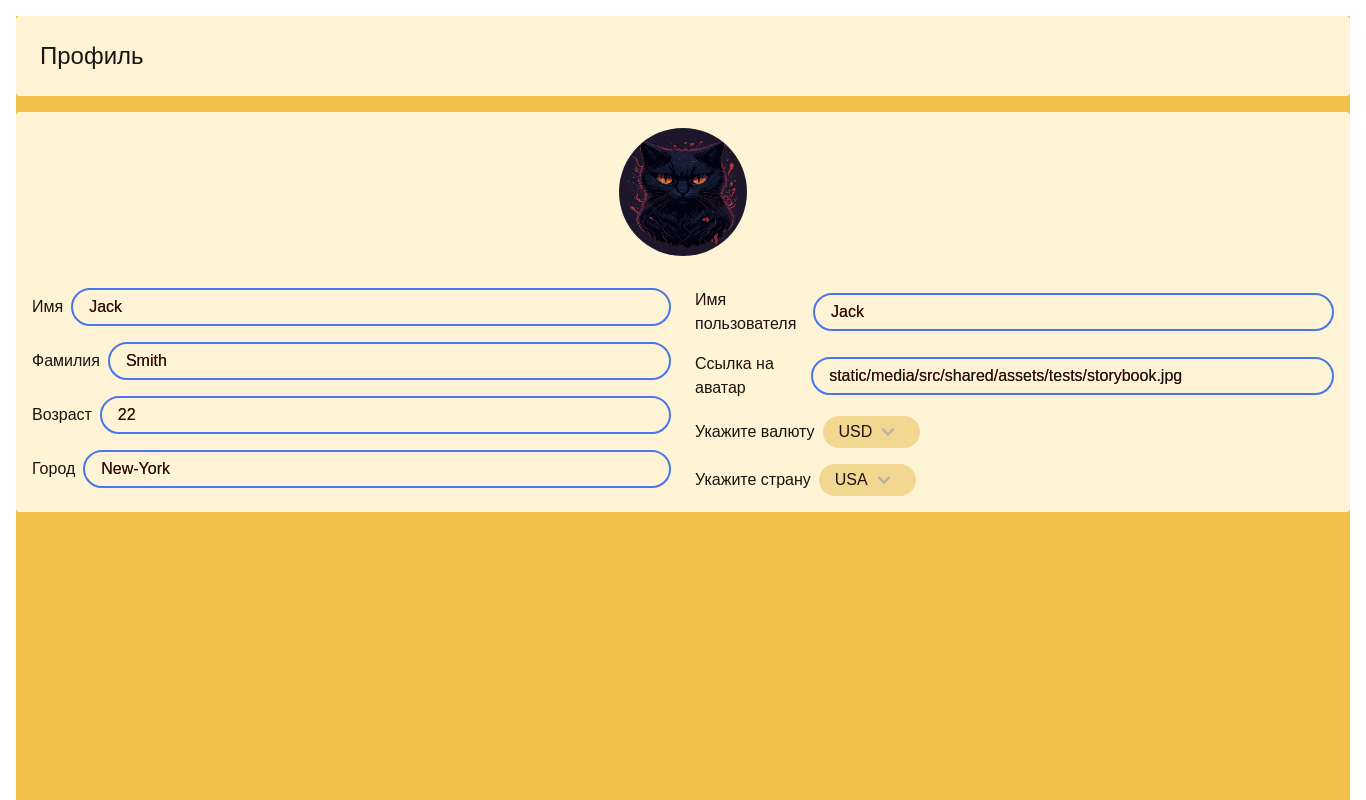 Профиль
Имя
Jack
Фамилия
Smith
Возраст
22
Город
New-York
Имя
пользователя
Jack
Ссылка на
аватар
static/media/src/shared/assets/tests/storybook.jpg
Укажите валюту
USD
Укажите страну
USA